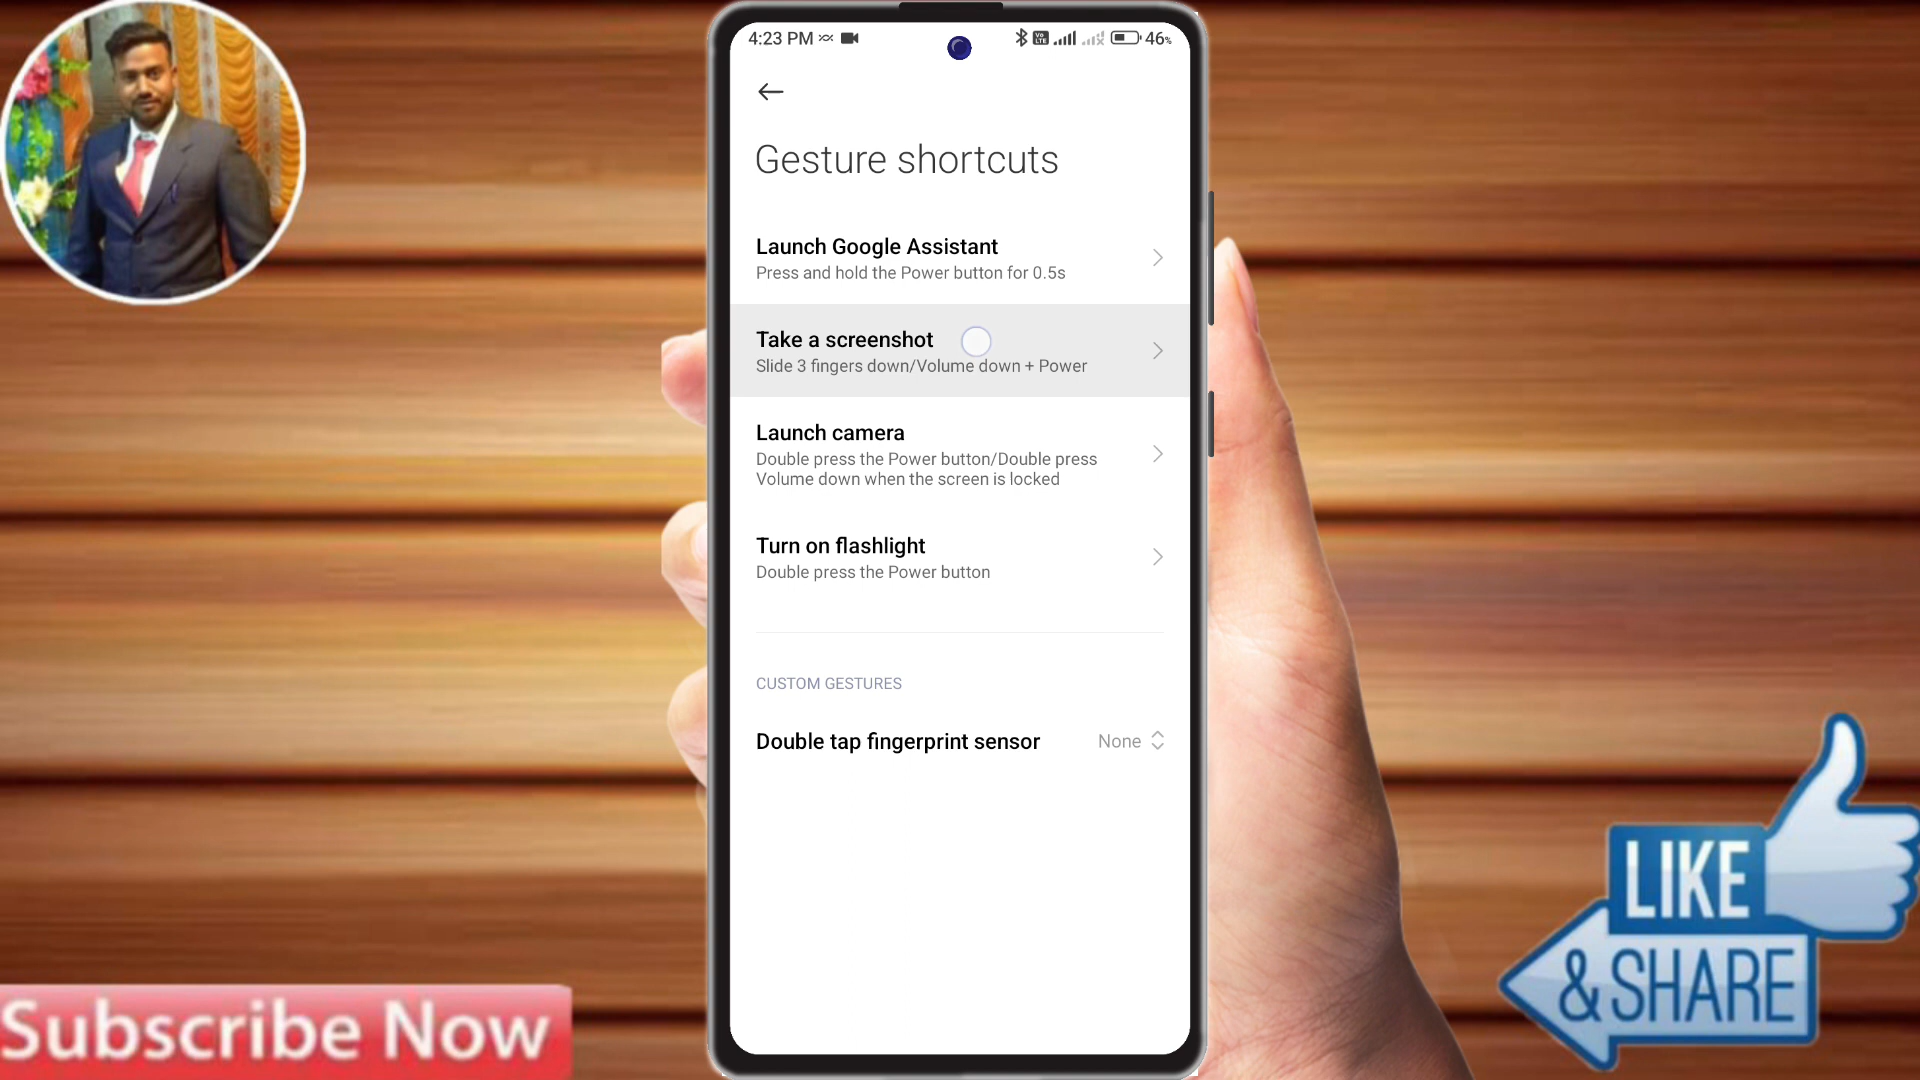 4:23 PM
Vo
LTE
46%
Gesture shortcuts
Launch Google Assistant
Press and hold the Power button for 0.5s
Take a screenshot
Slide 3 fingers down/Volume down + Power
Launch camera
Double press the Power button/Double press
Volume down when the screen is locked
Turn on flashlight
Double press the Power button
CUSTOM GESTURES
Double tap fingerprint sensor
None
LIKE
& SHARE
Subscribe Now